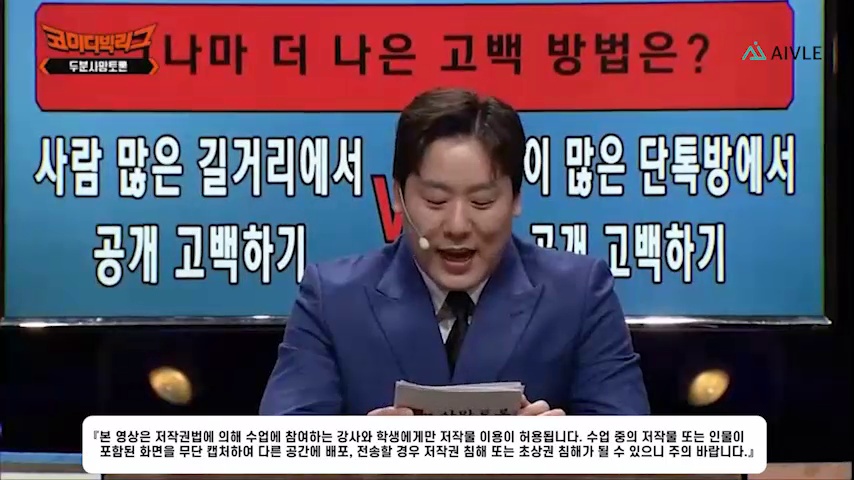 코미디빅리그
두분사망토론
나마 더 나은 고백 방법은?
AIVLE
사람 많은 길거리에서
공개 고백하기
이 많은 단톡방에서
공개 고백하기
『본 영상은 저작권법에 의해 수업에 참여하는 강사와 학생에게만 저작물 이용이 허용됩니다. 수업 중의 저작물 또는 인물이
포함된 화면을 무단 캡처하여 다른 공간에 배포, 전송할 경우 저작권 침해 또는 초상권 침해가 될 수 있으니 주의 바랍니다.』